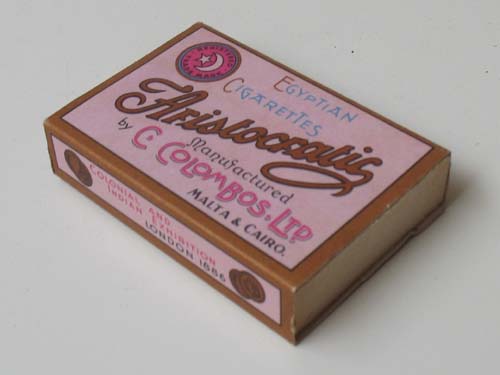 EGYPTIAN
CIGARETTES
Aristocratic
Manufactured
by C. COLOMBOS. LTD
MALTA & CAIRO.
COLONIAL AND
INDIAN EXHIBITION
LONDON 1886